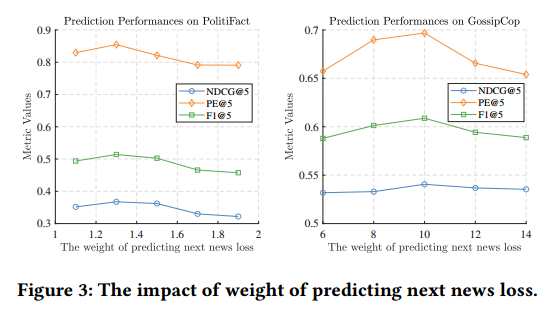 Prediction Performances on PolitiFact
0.9
0.8
0.7
0.6
0.5
0.4
0.3
Metric Values
NDCG@5
PE@5
F1@5
1 1.2 1.4 1.6 1.8 2
The weight of predicting next news loss
Prediction Performances on GossipCop
0.7
0.65
0.6
0.55
0.5
Metric Values
NDCG@5
PE@5
F1@5
6 8 10 12 14
The weight of predicting next news loss
Figure 3: The impact of weight of predicting next news loss.